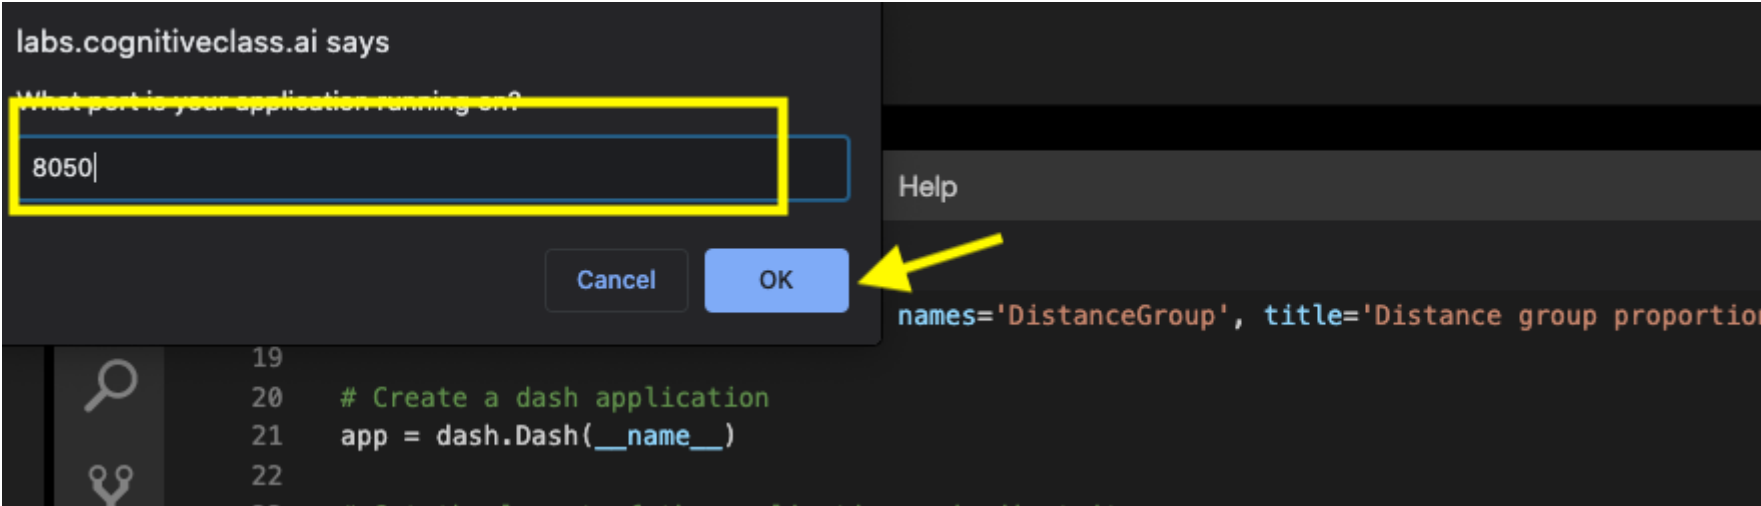 labs.cognitiveclass.ai says
What port is your application running on?
8050
Cancel
OK
Help
names='DistanceGroup', title='Distance group proportion
19
20 # Create a dash application
21 app = dash.Dash(__name__)
22